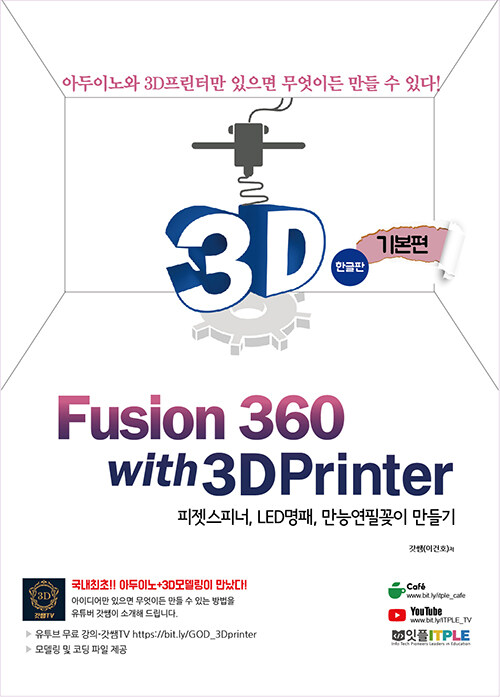 아두이노와 3D프린터만 있으면 무엇이든 만들 수 있다!
3D
기본편
한글판
Fusion 360
with 3DPrinter
피젯스피너, LED명패, 만능연필꽂이 만들기
갓쌤(이건호)저
국내최초!! 아두이노+3D모델링이 만났다!
아이디어만 있으면 무엇이든 만들 수 있는 방법을
유튜버 갓쌤이 소개해 드립니다.
3D
갓쌤TV
▶ 유투브 무료 강의-갓쌤TV https://bit.ly/GOD_3Dprinter
▶ 모델링 및 코딩 파일 제공
Café
www.bit.ly/itple_cafe
YouTube
www.bit.ly/ITPLE_TV
잇플ITPLE
Info Tech Pioneers Leaders in Education